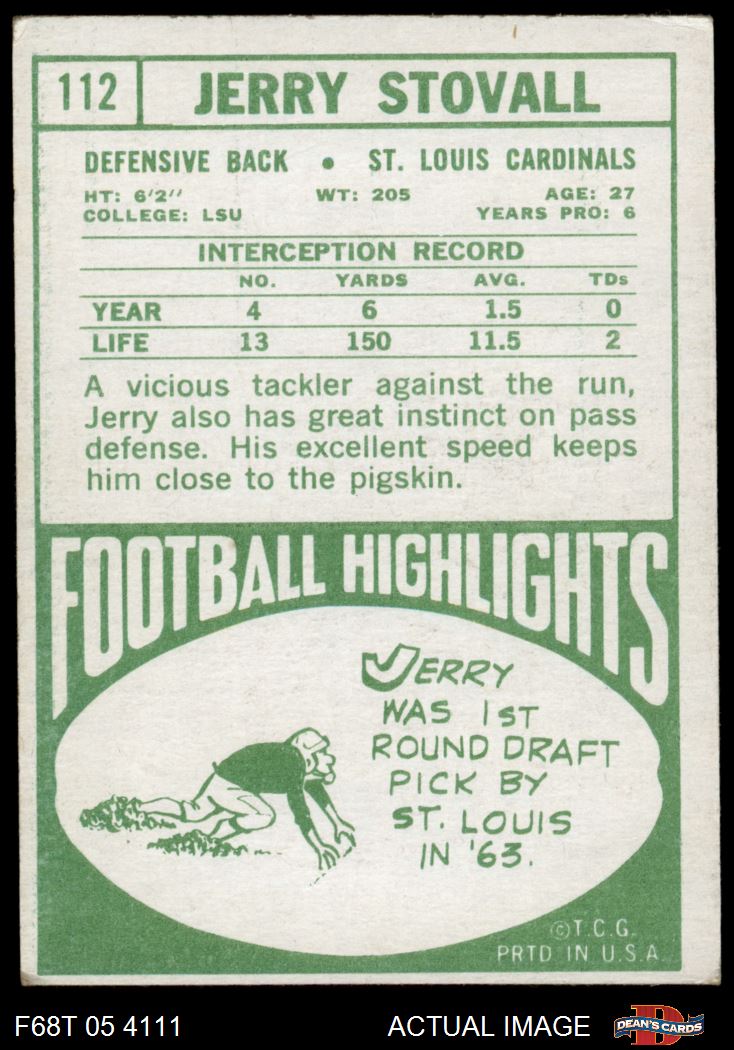 112 JERRY STOVALL
DEFENSIVE BACK • ST. LOUIS CARDINALS
HT: 6'2'' WT: 205 AGE: 27
COLLEGE: LSU YEARS PRO: 6
INTERCEPTION RECORD
NO. YARDS AVG. TDs
YEAR 4 6 1.5 0
LIFE 13 150 11.5 2
A vicious tackler against the run,
Jerry also has great instinct on pass
defense. His excellent speed keeps
him close to the pigskin.
FOOTBALL HIGHLIGHTS
JERRY
WAS 1ST
ROUND DRAFT
PICK BY
ST. LOUIS
IN '63.
©T.C.G.
PRTD IN U.S.A.
F68T 05 4111 ACTUAL IMAGE D DEAN'S CARDS